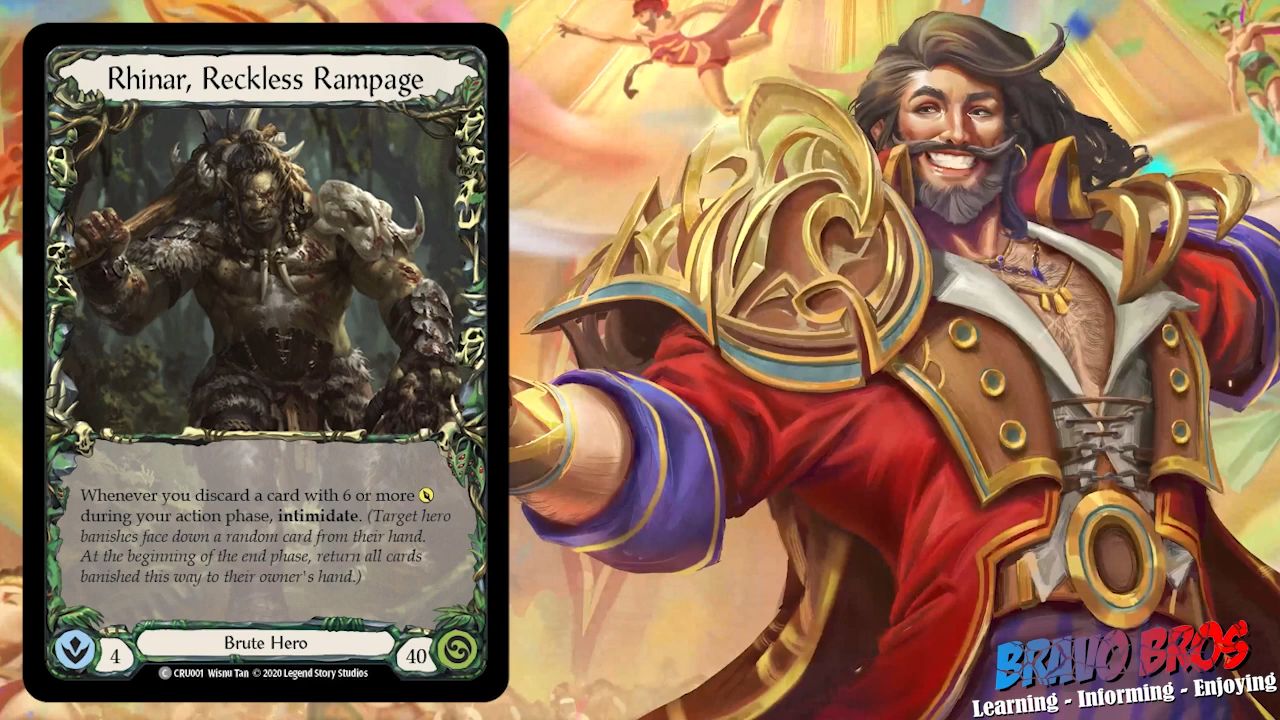 Rhinar, Reckless Rampage
Whenever you discard a card with 6 or more
during your action phase, intimidate. (Target hero
banishes face down a random card from their hand.
At the beginning of the end phase, return all cards
banished this way to their owner's hand.)
Brute Hero
4
40
C CRU001 Wisnu Tan © 2020 Legend Story Studios
BRAVO BROS
Learning - Informing - Enjoying